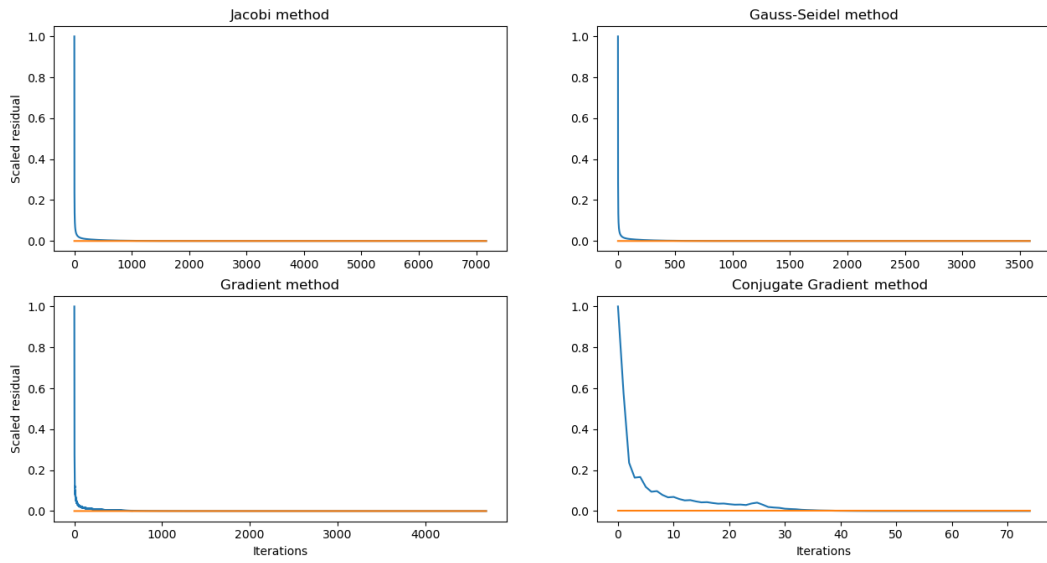 Jacobi method
Scaled residual
1.0
0.8
0.6
0.4
0.2
0.0
0 1000 2000 3000 4000 5000 6000 7000
Gauss-Seidel method
1.0
0.8
0.6
0.4
0.2
0.0
0 500 1000 1500 2000 2500 3000 3500
Gradient method
Scaled residual
1.0
0.8
0.6
0.4
0.2
0.0
0 1000 2000 3000 4000
Iterations
Conjugate Gradient method
1.0
0.8
0.6
0.4
0.2
0.0
0 10 20 30 40 50 60 70
Iterations